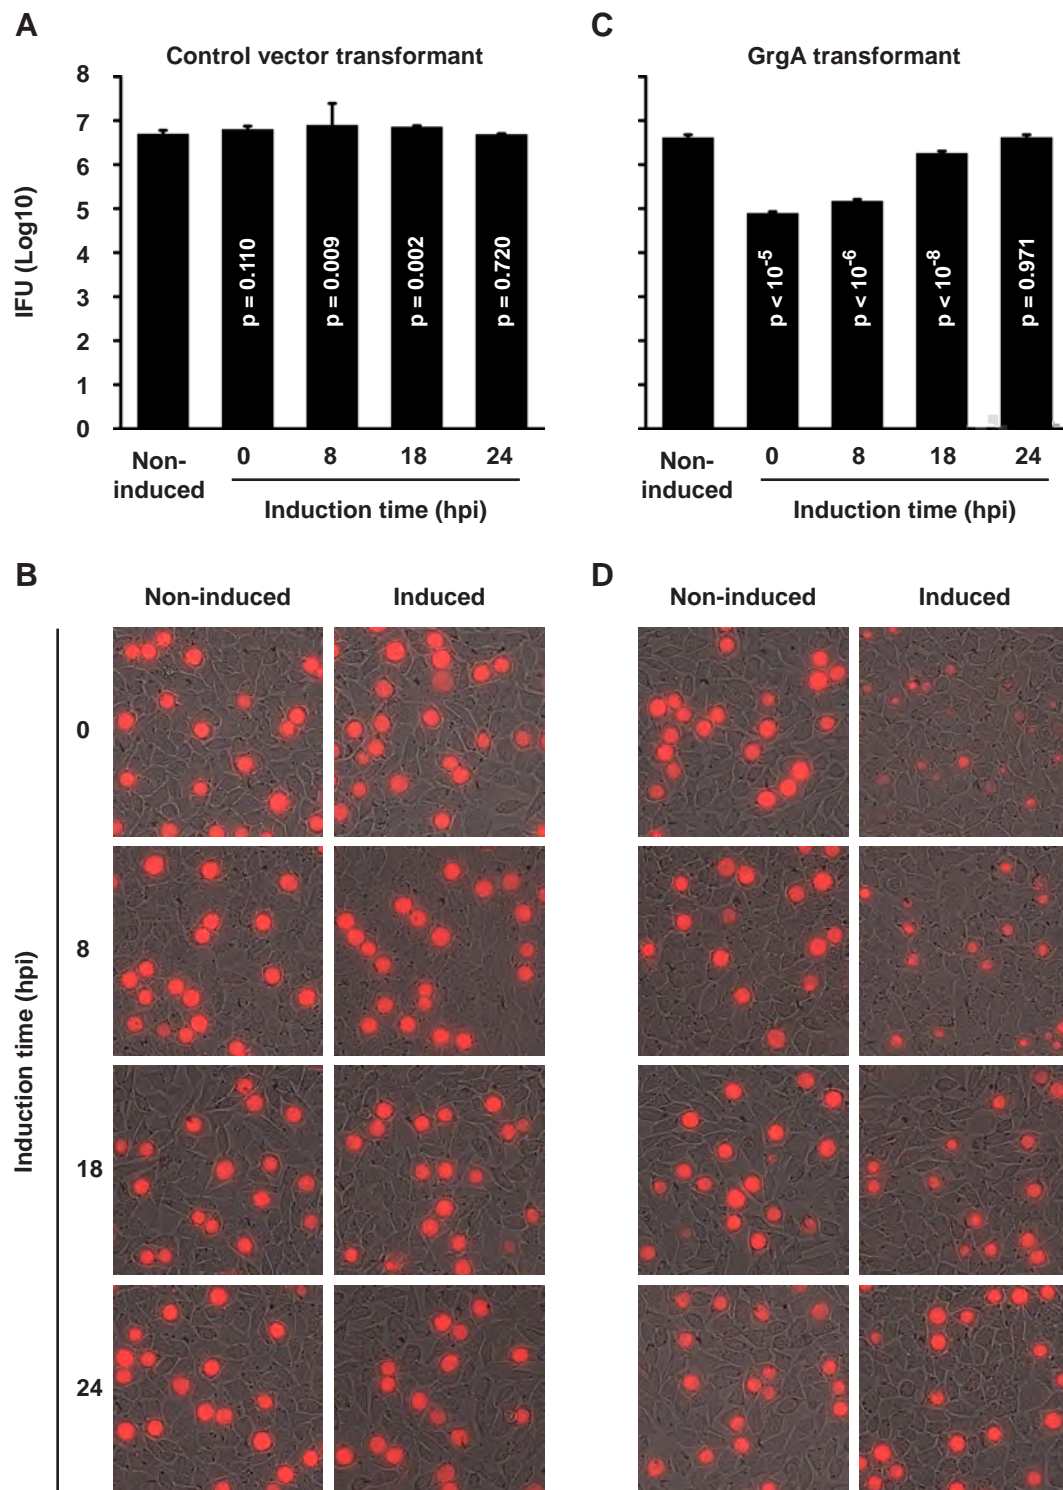 A
Control vector transformant
IFU (Log10)
8
7
6
5
4
3
2
1
0
p = 0.110
p = 0.009
p = 0.002
p = 0.720
Non-
induced
0 8 18 24
Induction time (hpi)
C
GrgA transformant
p < 10-5
p < 10-6
p < 10-8
p = 0.971
Non-
induced
0 8 18 24
Induction time (hpi)
B
Non-induced Induced
Induction time (hpi)
0
8
18
24
D
Non-induced Induced